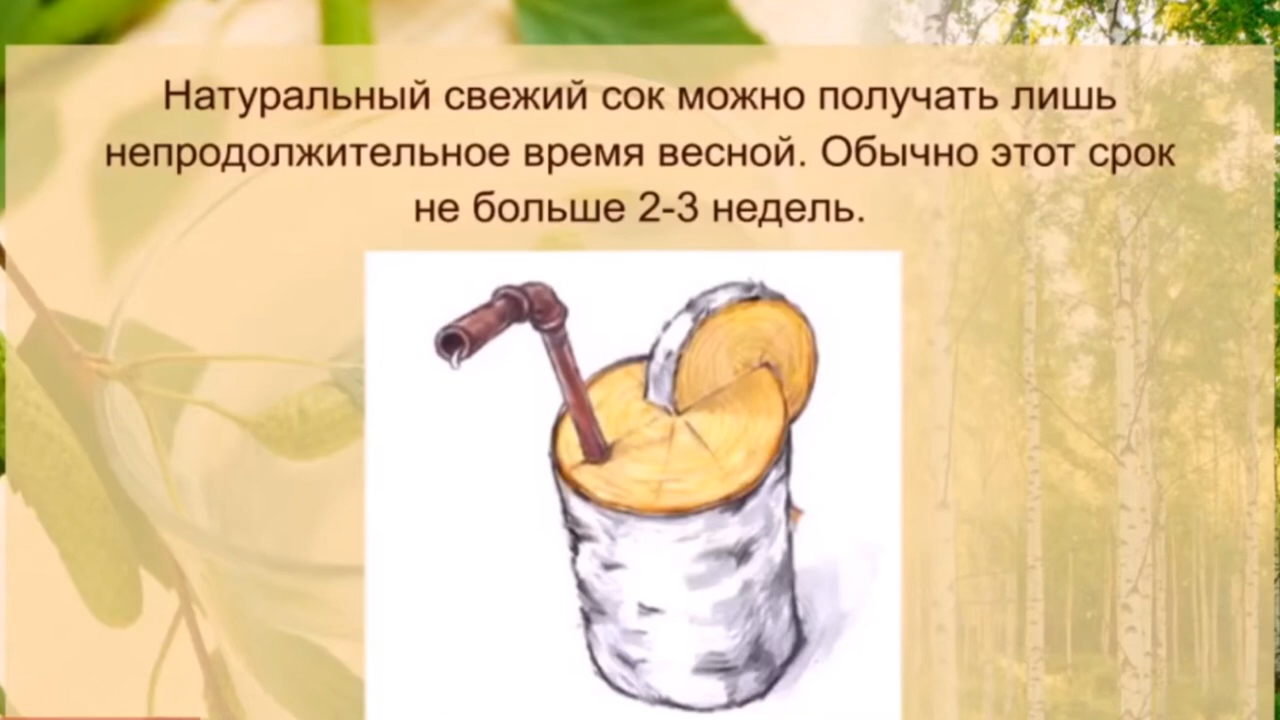 Натуральный свежий сок можно получать лишь
непродолжительное время весной. Обычно этот срок
не больше 2-3 недель.